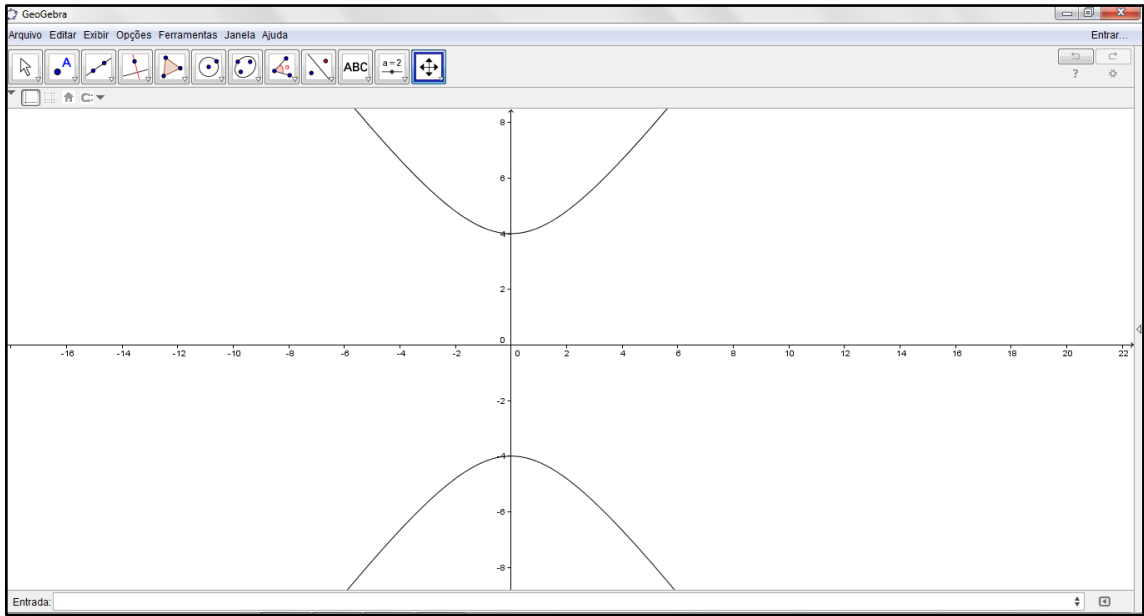 GeoGebra
Arquivo Editar Exibir Opções Ferramentas Janela Ajuda
Entrar...
A
α
ABC
a = 2
?
8
6
4
2
0
-16 -14 -12 -10 -8 -6 -4 -2 0 2 4 6 8 10 12 14 16 18 20 22
-2
-4
-6
-8
Entrada: